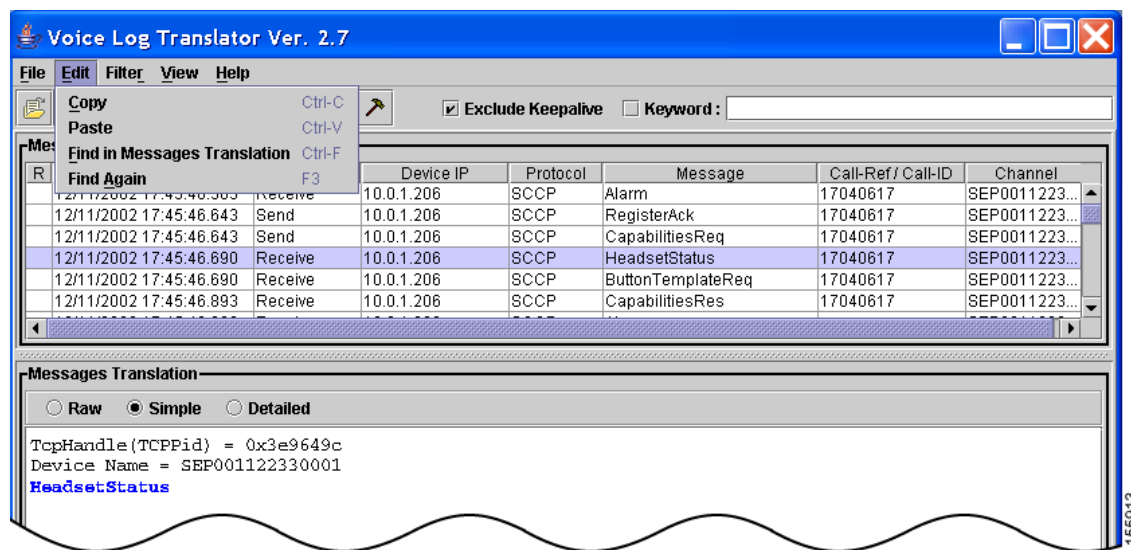 Voice Log Translator Ver. 2.7
File Edit Filter View Help
Copy Ctrl-C
Paste Ctrl-V
Find in Messages Translation Ctrl-F
Find Again F3
Exclude Keepalive Keyword :
Mes
R Device IP Protocol Message Call-Ref / Call-ID Channel
Receive 10.0.1.206 SCCP Alarm 17040617 SEP0011223...
12/11/2002 17:45:46.643 Send 10.0.1.206 SCCP RegisterAck 17040617 SEP0011223...
12/11/2002 17:45:46.643 Send 10.0.1.206 SCCP CapabilitiesReq 17040617 SEP0011223...
12/11/2002 17:45:46.690 Receive 10.0.1.206 SCCP HeadsetStatus 17040617 SEP0011223...
12/11/2002 17:45:46.690 Receive 10.0.1.206 SCCP ButtonTemplateReq 17040617 SEP0011223...
12/11/2002 17:45:46.893 Receive 10.0.1.206 SCCP CapabilitiesRes 17040617 SEP0011223...
Messages Translation
Raw Simple Detailed
TcpHandle(TCPPid) = 0x3e9649c
Device Name = SEP001122330001
HeadsetStatus